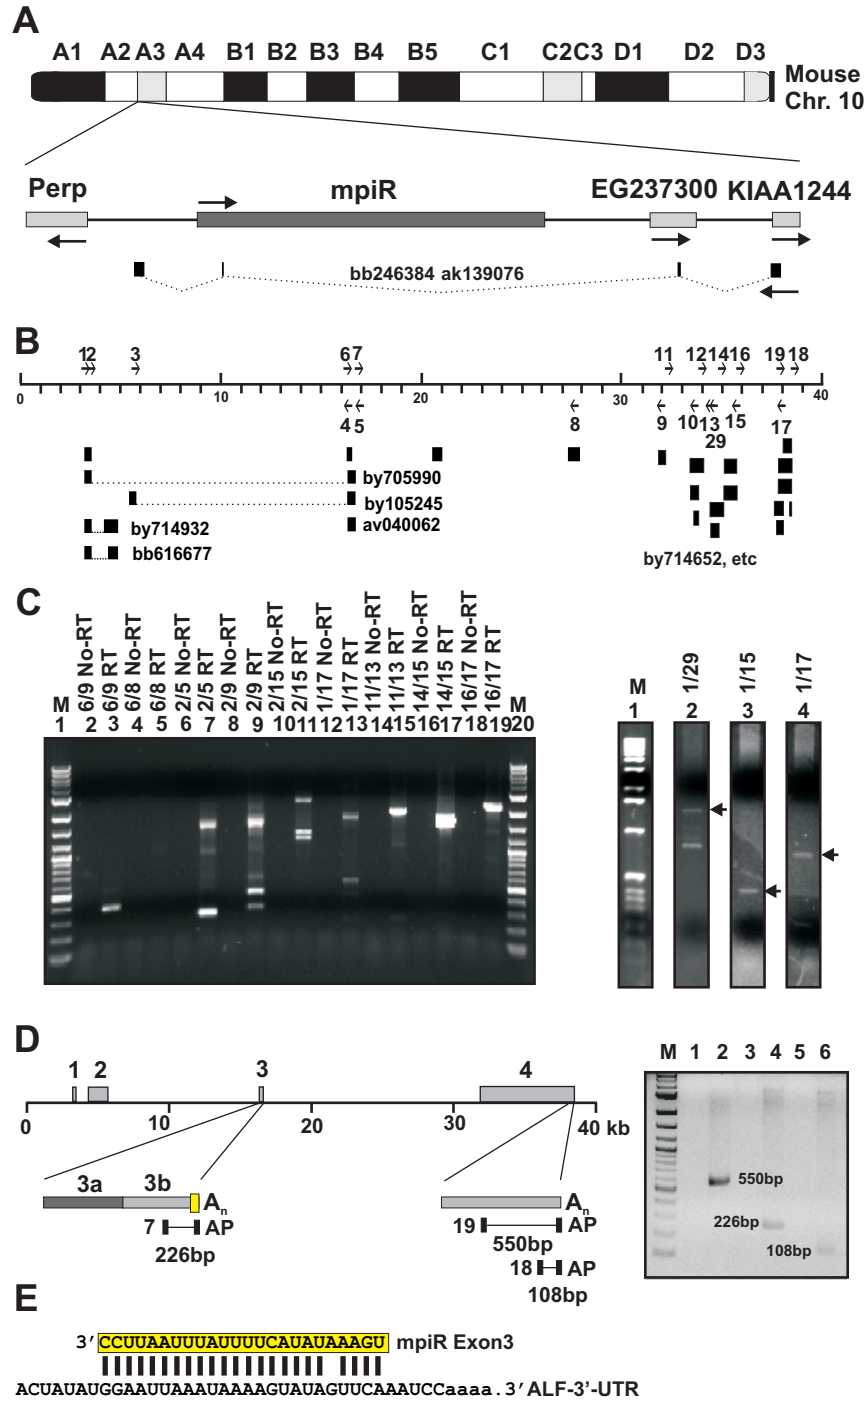 A
A1 A2 A3 A4 B1 B2 B3 B4 B5 C1 C2 C3 D1 D2 D3
Mouse
Chr. 10
Perp mpiR EG237300 KIAA1244
bb246384 ak139076
B
1 2 3 6 7 11 12 14 16 19 18
0 10 20 30 40
4 5 8 9 10 13 15 17
29
by705990
by105245
by714932 av040062
bb616677
by714652, etc
C
M 6/9 No-RT 6/9 RT 6/8 No-RT 6/8 RT 2/5 No-RT 2/5 RT 2/9 No-RT 2/9 RT 2/15 No-RT 2/15 RT 1/17 No-RT 1/17 RT 11/13 No-RT 11/13 RT 14/15 No-RT 14/15 RT 16/17 No-RT 16/17 RT M
1 2 3 4 5 6 7 8 9 10 11 12 13 14 15 16 17 18 19 20
M 1/29 1/15 1/17
1 2 3 4
D
1 2 3 4
0 10 20 30 40 kb
3a 3b An
7 AP
226bp
An
19 AP
550bp
18 AP
108bp
M 1 2 3 4 5 6
550bp
226bp
108bp
E
3' CCUUAAUUUAUUUUCAUAUAAAGU mpiR Exon3
ACUAUAUGGAAUUAAAUAAAAGUAUAGUUCAAAUCCaaaa.3'ALF-3'-UTR